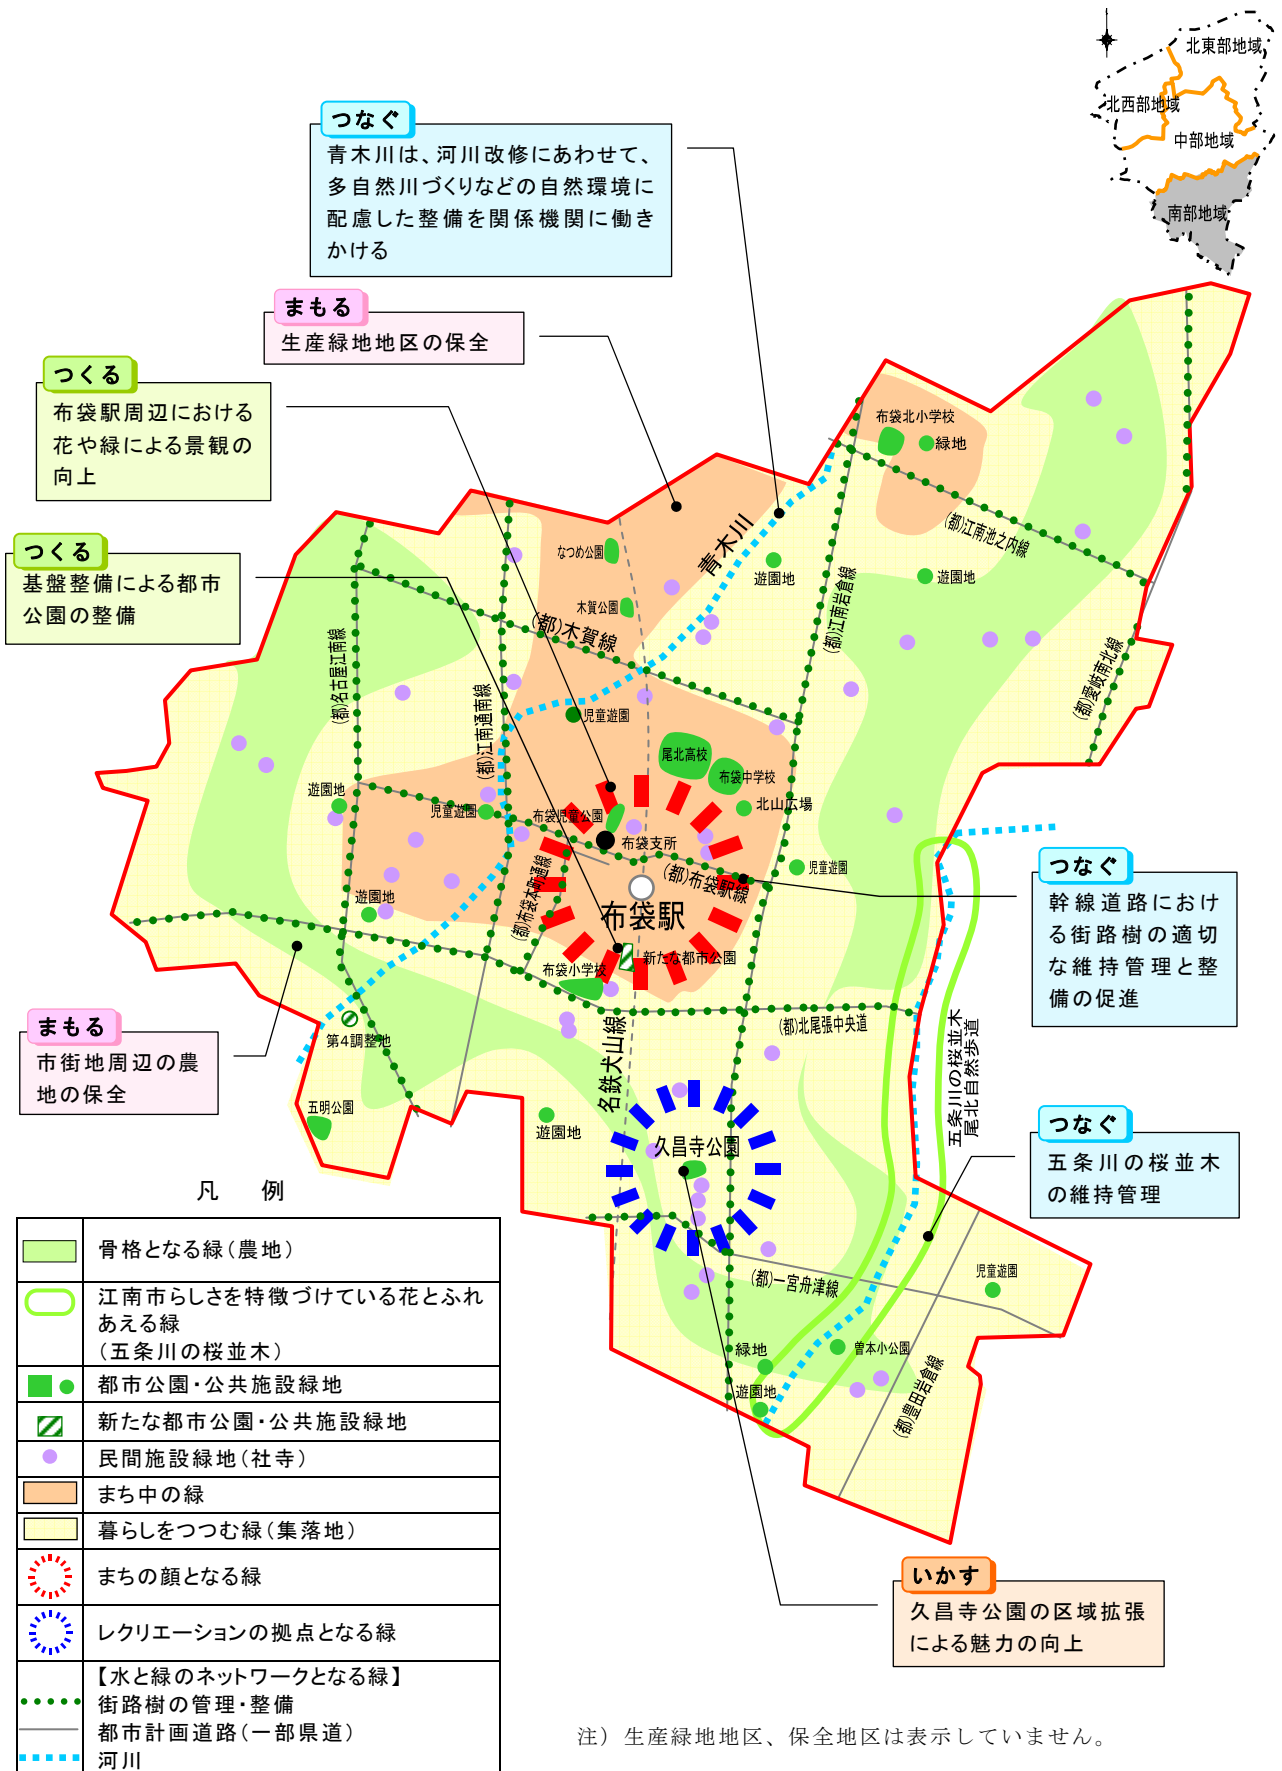 北東部地域
北西部地域
中部地域
南部地域
つなぐ
青木川は、河川改修にあわせて、
多自然川づくりなどの自然環境に
配慮した整備を関係機関に働き
かける
まもる
生産緑地地区の保全
つくる
布袋駅周辺における
花や緑による景観の
向上
つくる
基盤整備による都市
公園の整備
布袋北小学校
緑地
(都)江南池之内線
なつめ公園
青木川
遊園地
遊園地
木賀公園
(都)木賀線
(都)江南岩倉線
(都)名古屋江南線
(都)愛岐南北線
(都)江南通南線
児童遊園
尾北高校
布袋中学校
遊園地
児童遊園
布袋児童公園
北山広場
布袋支所
(都)布袋本町通線
(都)布袋駅線
児童遊園
遊園地
布袋駅
新たな都市公園
布袋小学校
つなぐ
幹線道路におけ
る街路樹の適切
な維持管理と整
備の促進
まもる
市街地周辺の農
地の保全
第4調整池
名鉄犬山線
(都)北尾張中央道
五条川の桜並木
尾北自然歩道
五明公園
遊園地
久昌寺公園
つなぐ
五条川の桜並木
の維持管理
(都)一宮舟津線
児童遊園
緑地
曽本小公園
遊園地
(都)豊田岩倉線
いかす
久昌寺公園の区域拡張
による魅力の向上
凡 例
骨格となる緑(農地)
江南市らしさを特徴づけている花とふれ
あえる緑
(五条川の桜並木)
都市公園・公共施設緑地
新たな都市公園・公共施設緑地
民間施設緑地(社寺)
まち中の緑
暮らしをつつむ緑(集落地)
まちの顔となる緑
レクリエーションの拠点となる緑
【水と緑のネットワークとなる緑】
街路樹の管理・整備
都市計画道路(一部県道)
河川
注) 生産緑地地区、保全地区は表示していません。